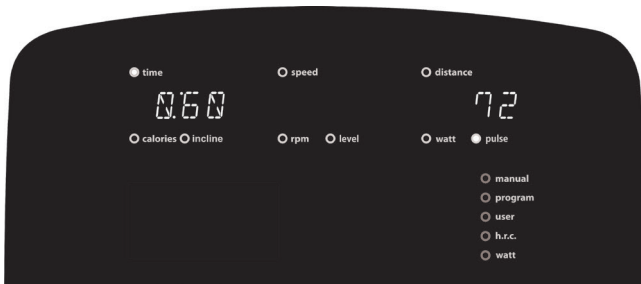 time speed distance
0:60 72
calories incline rpm level watt pulse
manual
program
user
h.r.c.
watt